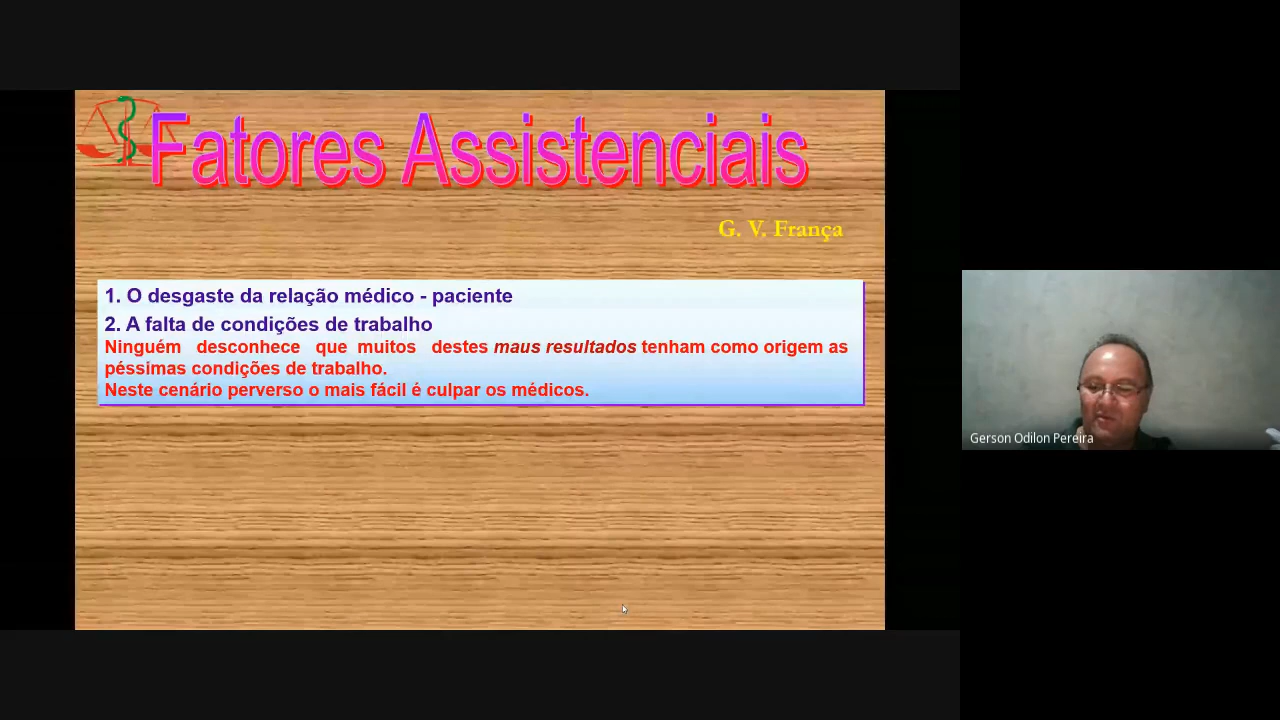 Fatores Assistenciais
G. V. França
1. O desgaste da relação médico - paciente
2. A falta de condições de trabalho
Ninguém desconhece que muitos destes maus resultados tenham como origem as
péssimas condições de trabalho.
Neste cenário perverso o mais fácil é culpar os médicos.
Gerson Odilon Pereira